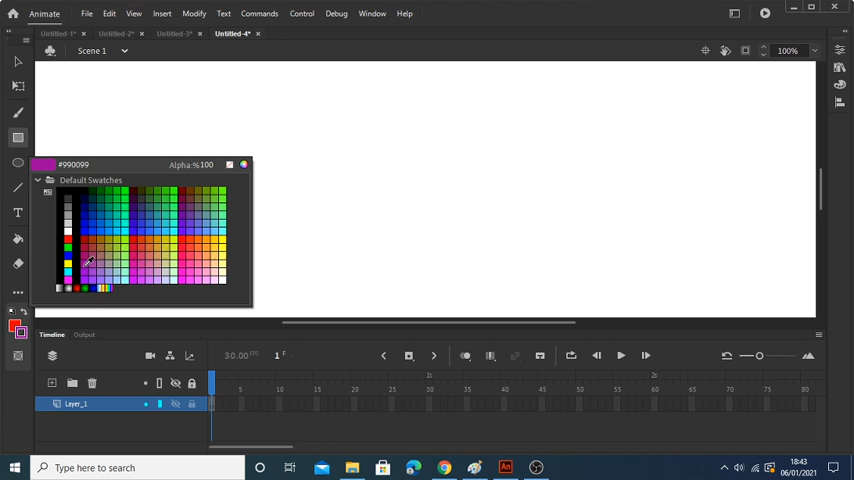 Animate File Edit View Insert Modify Text Commands Control Debug Window Help
Untitled-1* × Untitled-2* × Untitled-3* × Untitled-4* ×
Scene 1 100%
#990099 Alpha:% 100
Default Swatches
T
Timeline Output
30.00 FPS 1 F
1s 2s
5 10 15 20 25 30 35 40 45 50 55 60 65 70 75 80
Layer_1
Type here to search
An
18:43
06/01/2021